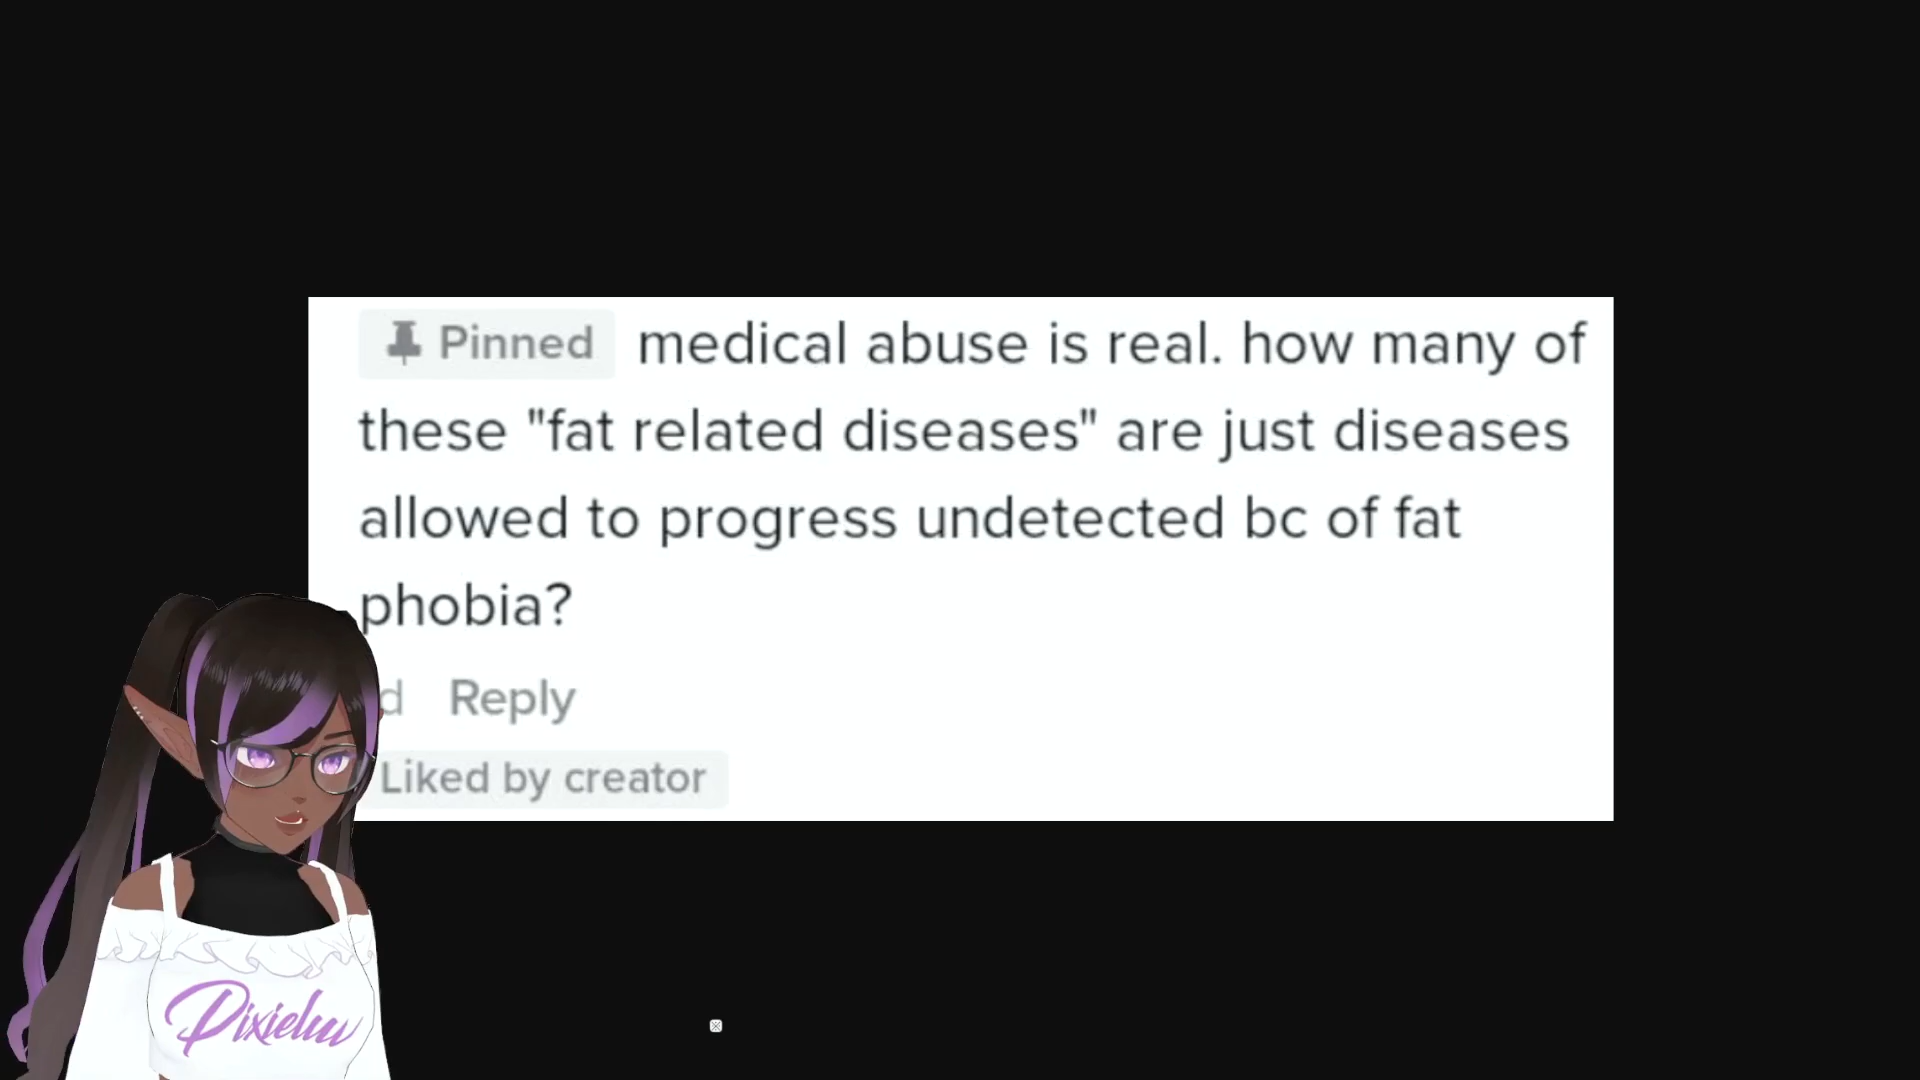 Pinned medical abuse is real. how many of
these "fat related diseases" are just diseases
allowed to progress undetected bc of fat
phobia?
d Reply
Liked by creator
Pixieluv